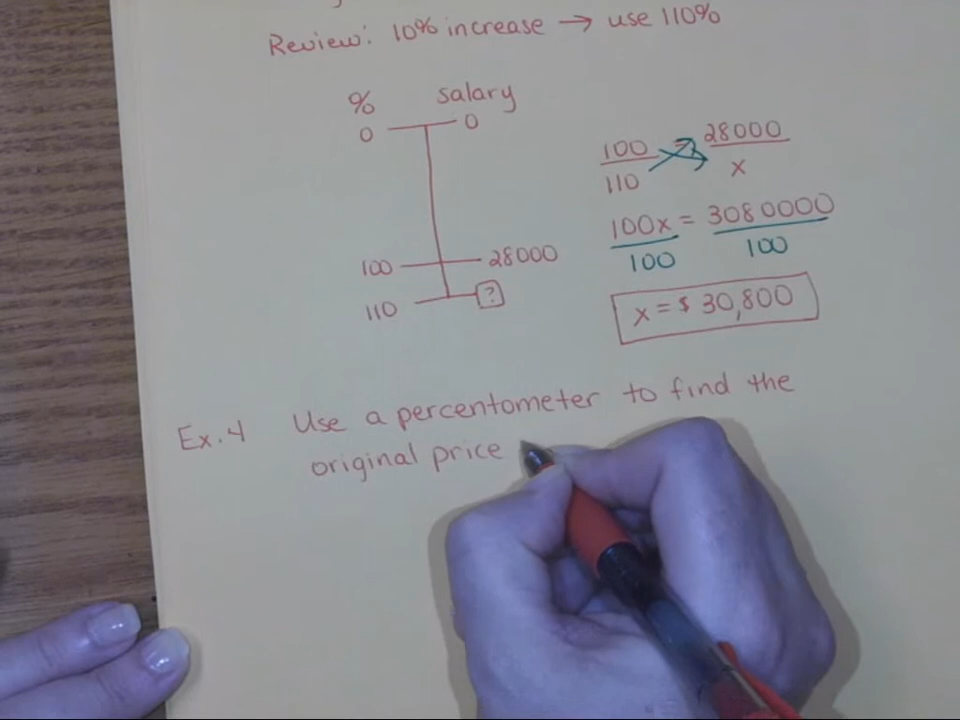 Review: 10% increase → use 110%
% salary
0 0
100 28000
110 ?
100 = 28000
110 x
100x = 3080000
100 100
x = $ 30,800
Ex. 4 Use a percentometer to find the
original price